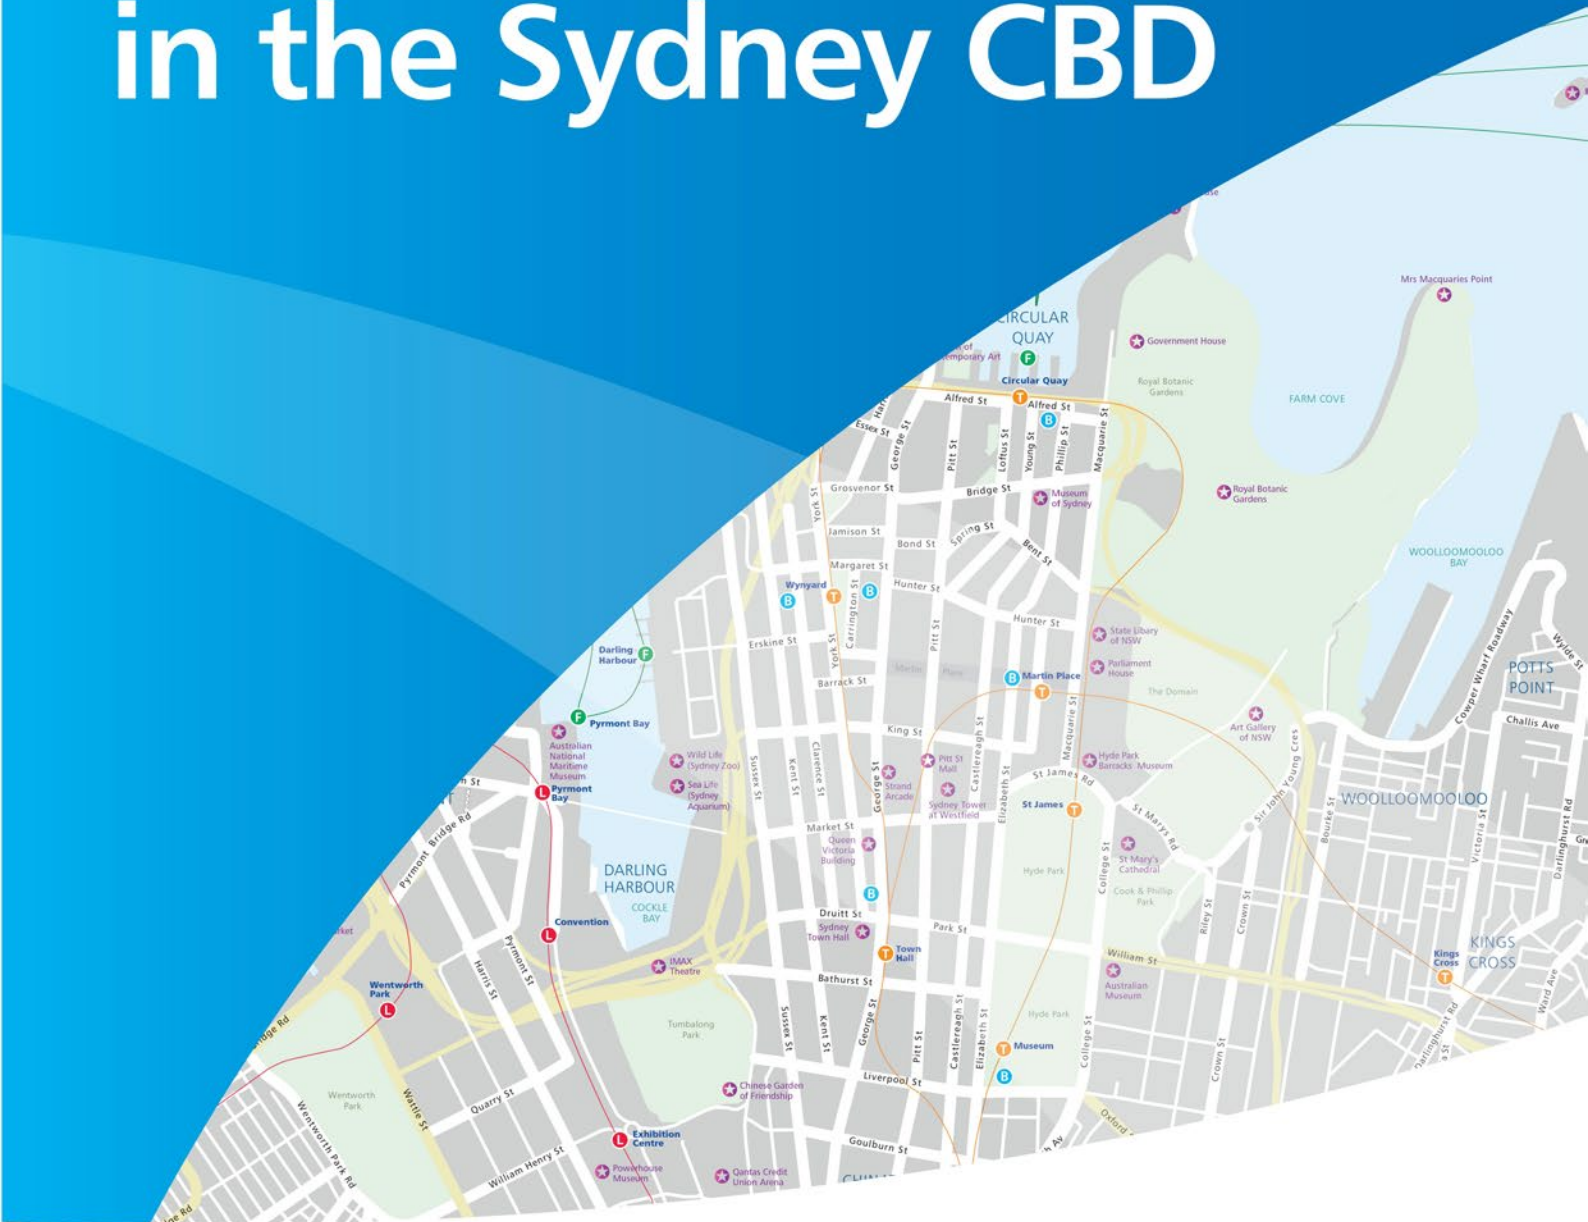 in the Sydney CBD
Mrs Macquaries Point
CIRCULAR
QUAY
F
Government House
emporary Art
Circular Quay
T
Royal Botanic
Gardens
FARM COVE
Alfred St
Alfred St
B
Essex St
George St
Pitt St
Loftus St
Young St
Phillip St
Macquarie St
York St
Grosvenor St
Bridge St
Museum
of Sydney
Royal Botanic
Gardens
Jamison St
Bond St
Spring St
Bent St
WOOLLOOMOOLOO
BAY
Margaret St
Wynyard
B
T
Carrington St
B
Hunter St
Hunter St
Pitt St
Erskine St
York St
State Libary
of NSW
Cowper Wharf Roadway
Wylde St
Darling
Harbour
F
Martin Place
Barrack St
B
Martin Place
T
Parliament
House
The Domain
POTTS
POINT
F
Pyrmont Bay
Macquarie St
Art Gallery
of NSW
Challis Ave
Australian
National
Maritime
Museum
King St
Castlereagh St
Wild Life
(Sydney Zoo)
Sussex St
Kent St
Clarence St
George St
Pitt St
Mall
Hyde Park
Barracks Museum
Sir John Young Cres
L
Pyrmont
Bay
Sea Life
(Sydney
Aquarium)
Strand
Arcade
Sydney Tower
at Westfield
Elizabeth St
St James Rd
St James
T
St Marys Rd
WOOLLOOMOOLOO
Bourke St
Victoria St
Darlinghurst Rd
Pyrmont Bridge Rd
Market St
Queen
Victoria
Building
St Mary's
Cathedral
College St
Hyde Park
DARLING
HARBOUR
COCKLE
BAY
B
Cook & Phillip
Park
Riley St
Crown St
L
Convention
Druitt St
Sydney
Town Hall
Park St
Pyrmont St
Harris St
T
Town
Hall
William St
IMAX
Theatre
Kings
Cross
T
KINGS
CROSS
Wentworth
Park
L
Bathurst St
Australian
Museum
Ward Ave
Sussex St
Kent St
George St
Pitt St
Castlereagh St
Elizabeth St
Hyde Park
College St
Crown St
Darlinghurst Rd
Tumbalong
Park
T
Museum
B
Liverpool St
Wentworth
Park
Wattle St
Quarry St
Chinese Garden
of Friendship
Wentworth Park Rd
Oxford
L
Exhibition
Centre
Goulburn St
William Henry St
Powerhouse
Museum
Qantas Credit
Union Arena